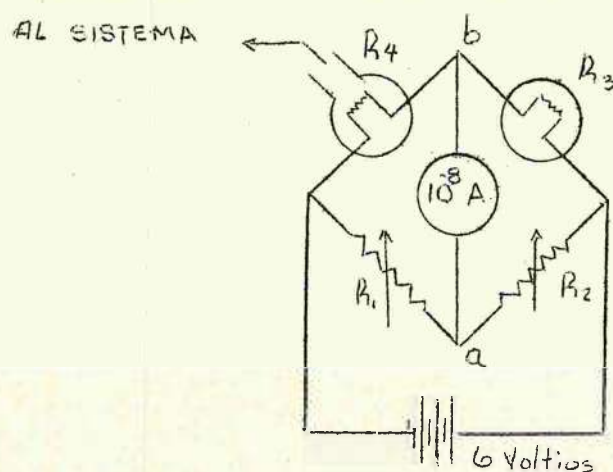 AL SISTEMA
R4
b
R3
10⁻⁸ A
R1
R2
a
6 Voltios